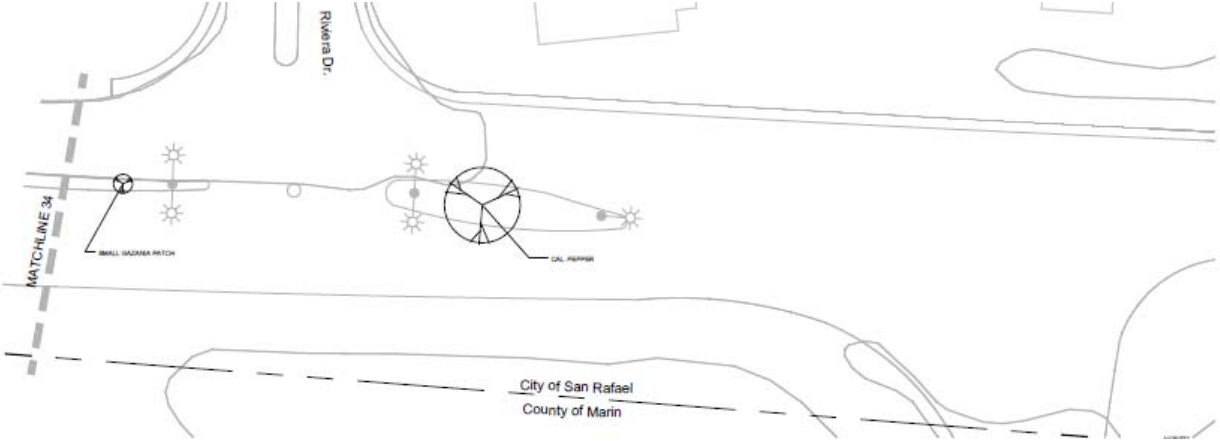 Riviera Dr.
MATCHLINE 34
SMALL GAZANIA PATCH
CAL. PEPPER
City of San Rafael
County of Marin